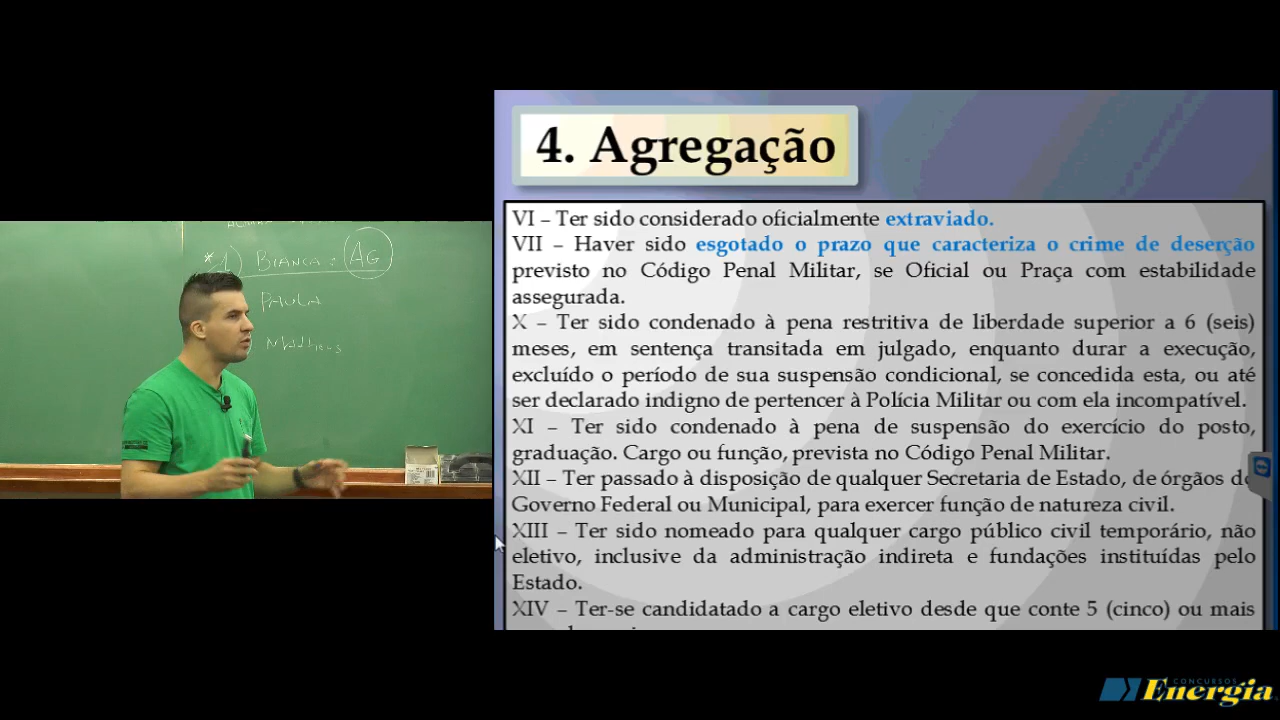 4. Agregação
VI – Ter sido considerado oficialmente extraviado.
VII – Haver sido esgotado o prazo que caracteriza o crime de deserção
previsto no Código Penal Militar, se Oficial ou Praça com estabilidade
assegurada.
X – Ter sido condenado à pena restritiva de liberdade superior a 6 (seis)
meses, em sentença transitada em julgado, enquanto durar a execução,
excluído o período de sua suspensão condicional, se concedida esta, ou até
ser declarado indigno de pertencer à Polícia Militar ou com ela incompatível.
XI – Ter sido condenado à pena de suspensão do exercício do posto,
graduação. Cargo ou função, prevista no Código Penal Militar.
XII – Ter passado à disposição de qualquer Secretaria de Estado, de órgãos do
Governo Federal ou Municipal, para exercer função de natureza civil.
XIII – Ter sido nomeado para qualquer cargo público civil temporário, não
eletivo, inclusive da administração indireta e fundações instituídas pelo
Estado.
XIV – Ter-se candidatado a cargo eletivo desde que conte 5 (cinco) ou mais
*1) BIANCA: AG
PAULA
CONCURSOS
Energia